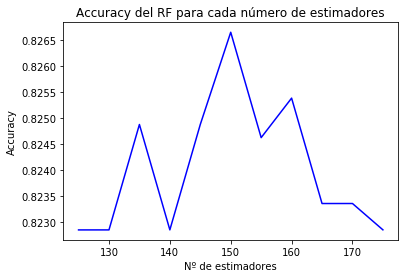 Accuracy del RF para cada número de estimadores
0.8265
0.8260
0.8255
0.8250
0.8245
0.8240
0.8235
0.8230
Accuracy
130 140 150 160 170
Nº de estimadores